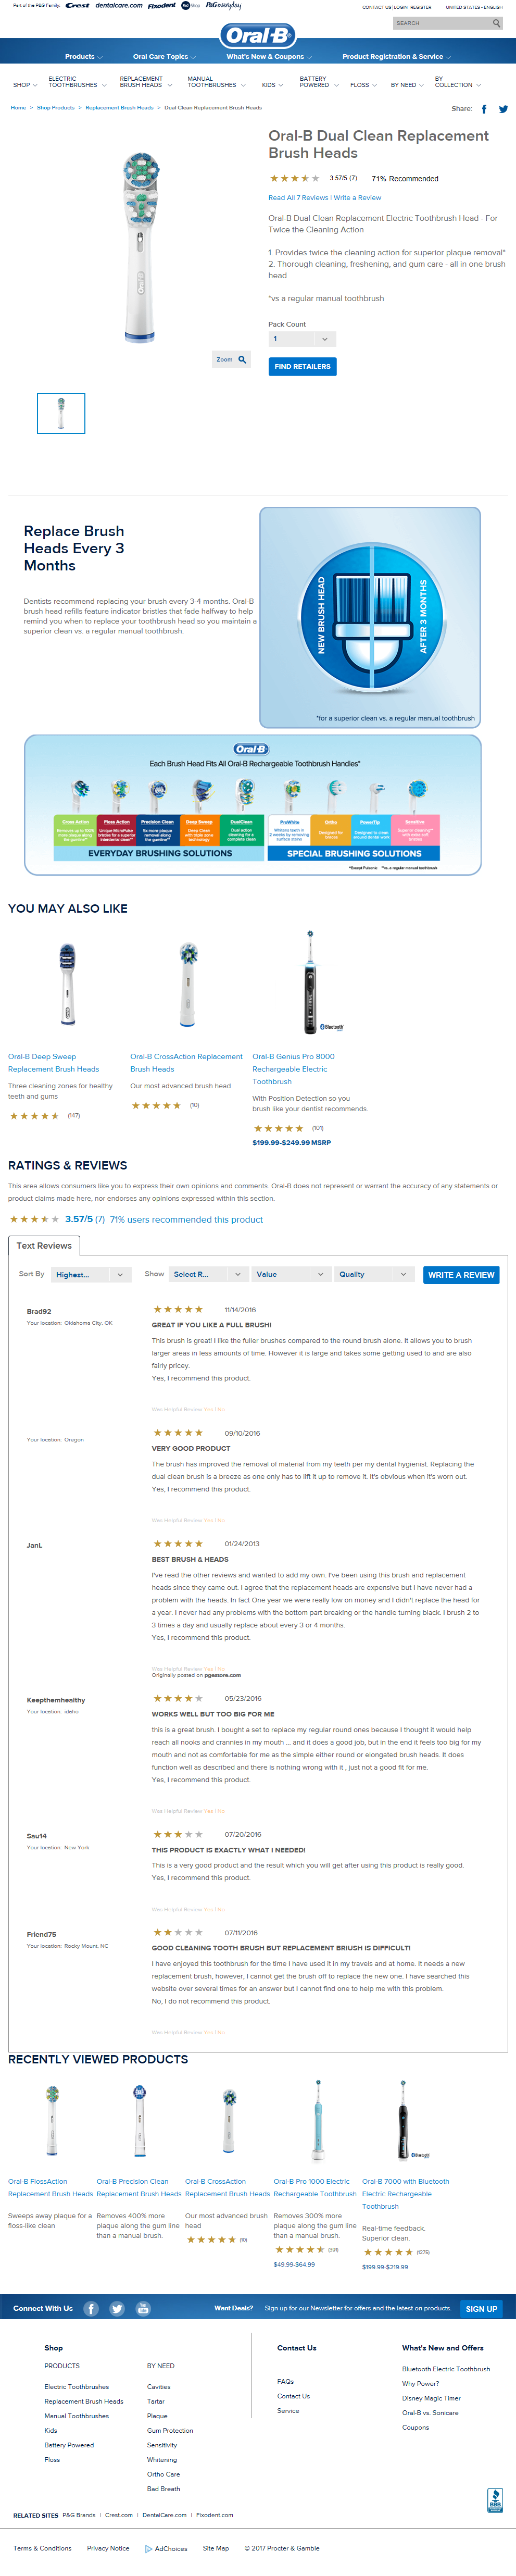 Part of the P&G Family: Crest dentalcare.com Fixodent P&G Shop P&G everyday
CONTACT US | LOGIN REGISTER UNITED STATES - ENGLISH
SEARCH
Oral-B
Products Oral Care Topics What's New & Coupons Product Registration & Service
SHOP ELECTRIC TOOTHBRUSHES REPLACEMENT BRUSH HEADS MANUAL TOOTHBRUSHES KIDS BATTERY POWERED FLOSS BY NEED BY COLLECTION
Home > Shop Products > Replacement Brush Heads > Dual Clean Replacement Brush Heads
Share:
Oral-B Dual Clean Replacement
Brush Heads
3.57/5 (7) 71% Recommended
Read All 7 Reviews | Write a Review
Oral-B Dual Clean Replacement Electric Toothbrush Head - For
Twice the Cleaning Action
1. Provides twice the cleaning action for superior plaque removal*
2. Thorough cleaning, freshening, and gum care - all in one brush
head
*vs a regular manual toothbrush
Pack Count
1
FIND RETAILERS
Zoom
Replace Brush
Heads Every 3
Months
Dentists recommend replacing your brush every 3-4 months. Oral-B
brush head refills feature indicator bristles that fade halfway to help
remind you when to replace your toothbrush head so you maintain a
superior clean vs. a regular manual toothbrush.
NEW BRUSH HEAD
AFTER 3 MONTHS
*for a superior clean vs. a regular manual toothbrush
Oral-B
Each Brush Head Fits All Oral-B Rechargeable Toothbrush Handles*
Cross Action Floss Action Precision Clean Deep Sweep DualClean ProWhite Ortho PowerTip Sensitive
EVERYDAY BRUSHING SOLUTIONS SPECIAL BRUSHING SOLUTIONS
YOU MAY ALSO LIKE
Oral-B Deep Sweep
Replacement Brush Heads
Three cleaning zones for healthy
teeth and gums
(147)
Oral-B CrossAction Replacement
Brush Heads
Our most advanced brush head
(10)
Bluetooth
Oral-B Genius Pro 8000
Rechargeable Electric
Toothbrush
With Position Detection so you
brush like your dentist recommends.
(101)
$199.99-$249.99 MSRP
RATINGS & REVIEWS
This area allows consumers like you to express their own opinions and comments. Oral-B does not represent or warrant the accuracy of any statements or
product claims made here, nor endorses any opinions expressed within this section.
3.57/5 (7) 71% users recommended this product
Text Reviews
Sort By Highest... Show Select R... Value Quality WRITE A REVIEW
Brad92
Your location: Oklahoma City, OK
11/14/2016
GREAT IF YOU LIKE A FULL BRUSH!
This brush is great! I like the fuller brushes compared to the round brush alone. It allows you to brush
larger areas in less amounts of time. However it is large and takes some getting used to and are also
fairly pricey.
Yes, I recommend this product.
Was Helpful Review Yes | No
Your location: Oregon
09/10/2016
VERY GOOD PRODUCT
The brush has improved the removal of material from my teeth per my dental hygienist. Replacing the
dual clean brush is a breeze as one only has to lift it up to remove it. It's obvious when it's worn out.
Yes, I recommend this product.
Was Helpful Review Yes | No
JanL
01/24/2013
BEST BRUSH & HEADS
I've read the other reviews and wanted to add my own. I've been using this brush and replacement
heads since they came out. I agree that the replacement heads are expensive but I have never had a
problem with the heads. In fact One year we were really low on money and I didn't replace the head for
a year. I never had any problems with the bottom part breaking or the handle turning black. I brush 2 to
3 times a day and usually replace about every 3 or 4 months.
Yes, I recommend this product.
Was Helpful Review Yes | No
Originally posted on pgestore.com
Keepthemhealthy
Your location: Idaho
05/23/2016
WORKS WELL BUT TOO BIG FOR ME
this is a great brush. I bought a set to replace my regular round ones because I thought it would help
reach all nooks and crannies in my mouth ... and it does a good job, but in the end it feels too big for my
mouth and not as comfortable for me as the simple either round or elongated brush heads. It does
function well as described and there is nothing wrong with it , just not a good fit for me.
Yes, I recommend this product.
Was Helpful Review Yes | No
Sau14
Your location: New York
07/20/2016
THIS PRODUCT IS EXACTLY WHAT I NEEDED!
This is a very good product and the result which you will get after using this product is really good.
Yes, I recommend this product.
Was Helpful Review Yes | No
Friend75
Your location: Rocky Mount, NC
07/11/2016
GOOD CLEANING TOOTH BRUSH BUT REPLACEMENT BRIUSH IS DIFFICULT!
I have enjoyed this toothbrush for the time I have used it in my travels and at home. It needs a new
replacement brush, however, I cannot get the brush off to replace the new one. I have searched this
website over several times for an answer but I cannot find one to help me with this problem.
No, I do not recommend this product.
Was Helpful Review Yes | No
RECENTLY VIEWED PRODUCTS
Oral-B FlossAction
Replacement Brush Heads
Sweeps away plaque for a
floss-like clean
Oral-B Precision Clean
Replacement Brush Heads
Removes 400% more
plaque along the gum line
than a manual brush.
Oral-B CrossAction
Replacement Brush Heads
Our most advanced brush
head
(10)
Oral-B Pro 1000 Electric
Rechargeable Toothbrush
Removes 300% more
plaque along the gum line
than a manual brush.
(391)
$49.99-$64.99
Bluetooth
Oral-B 7000 with Bluetooth
Electric Rechargeable
Toothbrush
Real-time feedback.
Superior clean.
(1275)
$199.99-$219.99
Connect With Us Want Deals? Sign up for our Newsletter for offers and the latest on products. SIGN UP
Shop
PRODUCTS
Electric Toothbrushes
Replacement Brush Heads
Manual Toothbrushes
Kids
Battery Powered
Floss
BY NEED
Cavities
Tartar
Plaque
Gum Protection
Sensitivity
Whitening
Ortho Care
Bad Breath
Contact Us
FAQs
Contact Us
Service
What's New and Offers
Bluetooth Electric Toothbrush
Why Power?
Disney Magic Timer
Oral-B vs. Sonicare
Coupons
BBB
RELATED SITES P&G Brands | Crest.com | DentalCare.com | Fixodent.com
Terms & Conditions Privacy Notice AdChoices Site Map © 2017 Procter & Gamble